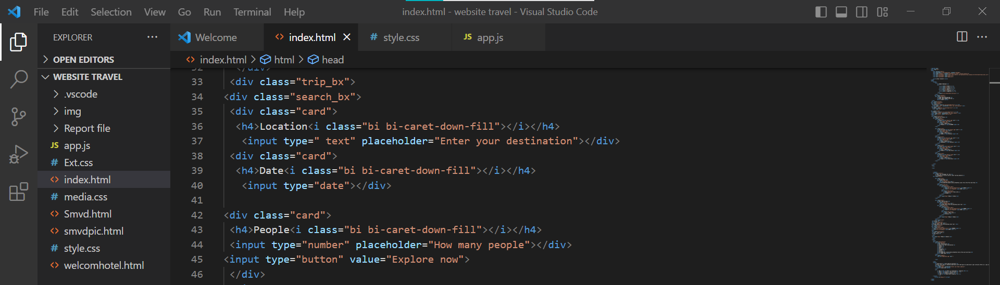 File Edit Selection View Go Run Terminal Help index.html - website travel - Visual Studio Code
EXPLORER ···
Welcome index.html style.css JS app.js
OPEN EDITORS
index.html > html > head
WEBSITE TRAVEL
.vscode
img
Report file
JS app.js
# Ext.css
<> index.html
# media.css
<> Smvd.html
<> smvdpic.html
# style.css
<> welcomhotel.html
32 </div>
33 <div class="trip_bx">
34 <div class="search_bx">
35 <div class="card">
36 <h4>Location<i class="bi bi-caret-down-fill"></i></h4>
37 <input type=" text" placeholder="Enter your destination"></div>
38 <div class="card">
39 <h4>Date<i class="bi bi-caret-down-fill"></i></h4>
40 <input type="date"></div>
41
42 <div class="card">
43 <h4>People<i class="bi bi-caret-down-fill"></i></h4>
44 <input type="number" placeholder="How many people"></div>
45 <input type="button" value="Explore now">
46 </div>